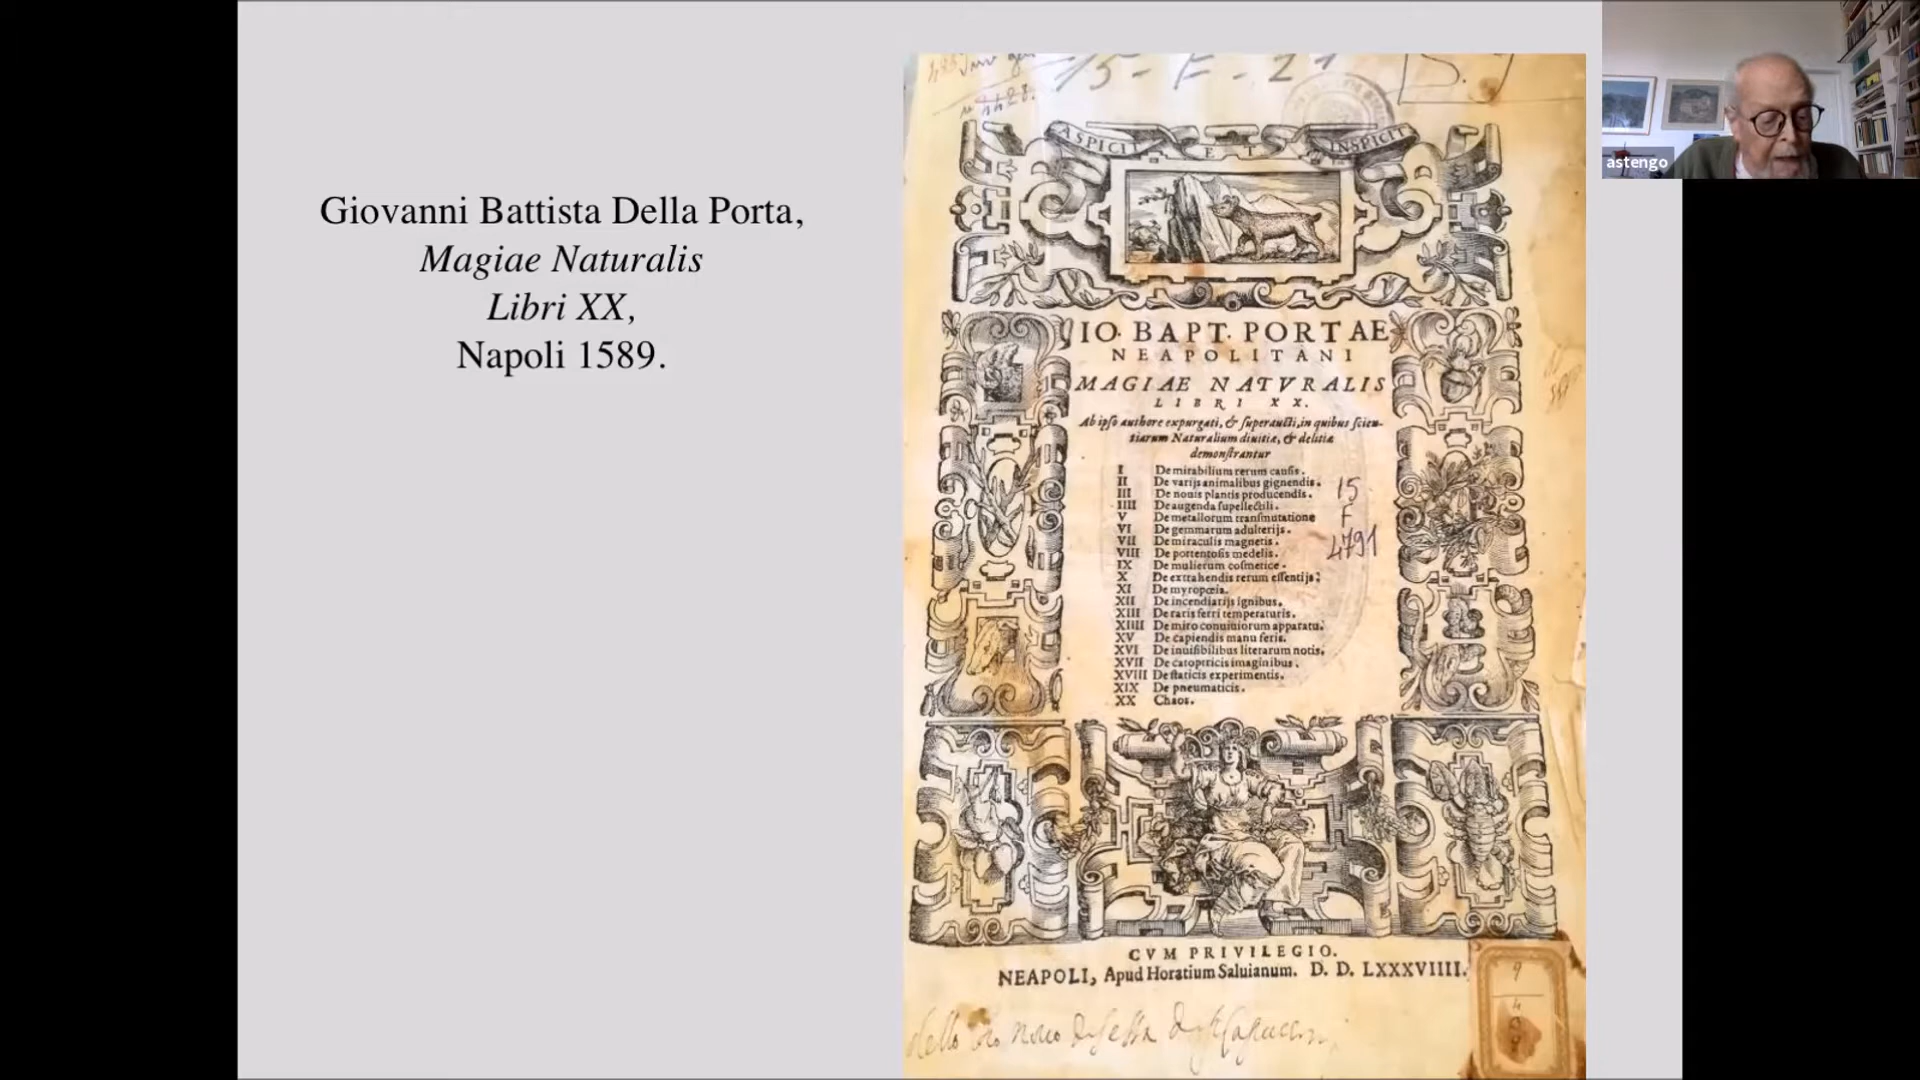 Giovanni Battista Della Porta,
Magiae Naturalis
Libri XX,
Napoli 1589.
15-F-21
ASPICIT ET INSPICIT
IO. BAPT. PORTAE
NEAPOLITANI
MAGIAE NATVRALIS
LIBRI XX.
Ab ipso authore expurgati, & superaucti, in quibus scien-
tiarum Naturalium diuitiæ, & delitiæ
demonstrantur
I De mirabilium rerum causis.
II De varijs animalibus gignendis.
III De nouis plantis producendis.
IIII De augenda supellectili.
V De metallorum transmutatione
VI De gemmarum adulterijs.
VII De miraculis magnetis.
VIII De portentosis medelis.
IX De mulierum cosmetice.
X De extrahendis rerum essentijs.
XI De myropœia.
XII De incendiarijs ignibus.
XIII De raris ferri temperaturis.
XIIII De miro conuiuiorum apparatu.
XV De capiendis manu feris.
XVI De inuisibilibus literarum notis.
XVII De catoptricis imaginibus.
XVIII De staticis experimentis.
XIX De pneumaticis.
XX Chaos.
15
F
4791
CVM PRIVILEGIO.
NEAPOLI, Apud Horatium Saluianum. D. D. LXXXVIIII.
9
4
astengo